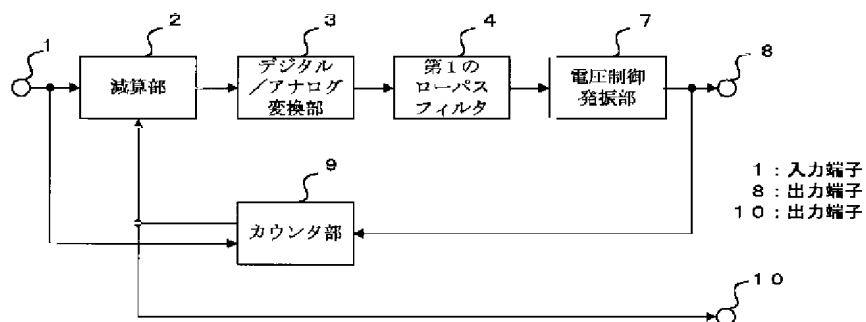 1
2
3
4
7
8
減算部
デジタル
／アナログ
変換部
第１の
ローパス
フィルタ
電圧制御
発振部
9
カウンタ部
1：入力端子
8：出力端子
10：出力端子
10